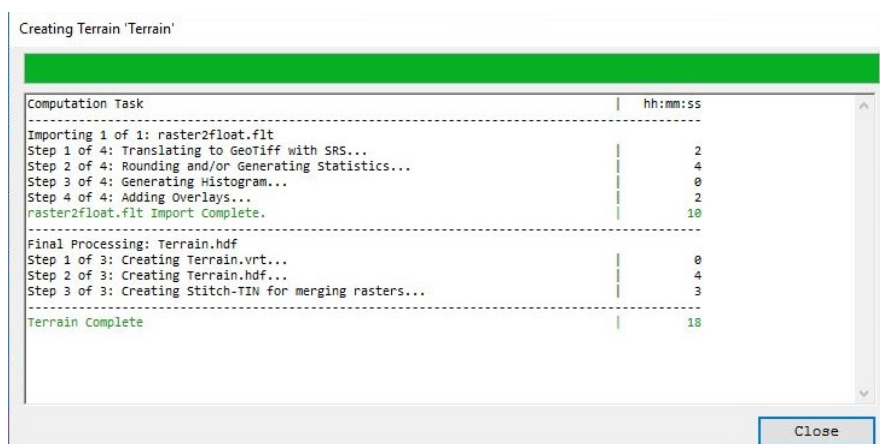 Creating Terrain 'Terrain'
Computation Task | hh:mm:ss
--------------------------------------------------------------------------------
Importing 1 of 1: raster2float.flt
Step 1 of 4: Translating to GeoTiff with SRS... | 2
Step 2 of 4: Rounding and/or Generating Statistics... | 4
Step 3 of 4: Generating Histogram... | 0
Step 4 of 4: Adding Overlays... | 2
raster2float.flt Import Complete. | 10
--------------------------------------------------------------------------------
Final Processing: Terrain.hdf
Step 1 of 3: Creating Terrain.vrt... | 0
Step 2 of 3: Creating Terrain.hdf... | 4
Step 3 of 3: Creating Stitch-TIN for merging rasters... | 3
--------------------------------------------------------------------------------
Terrain Complete | 18
Close